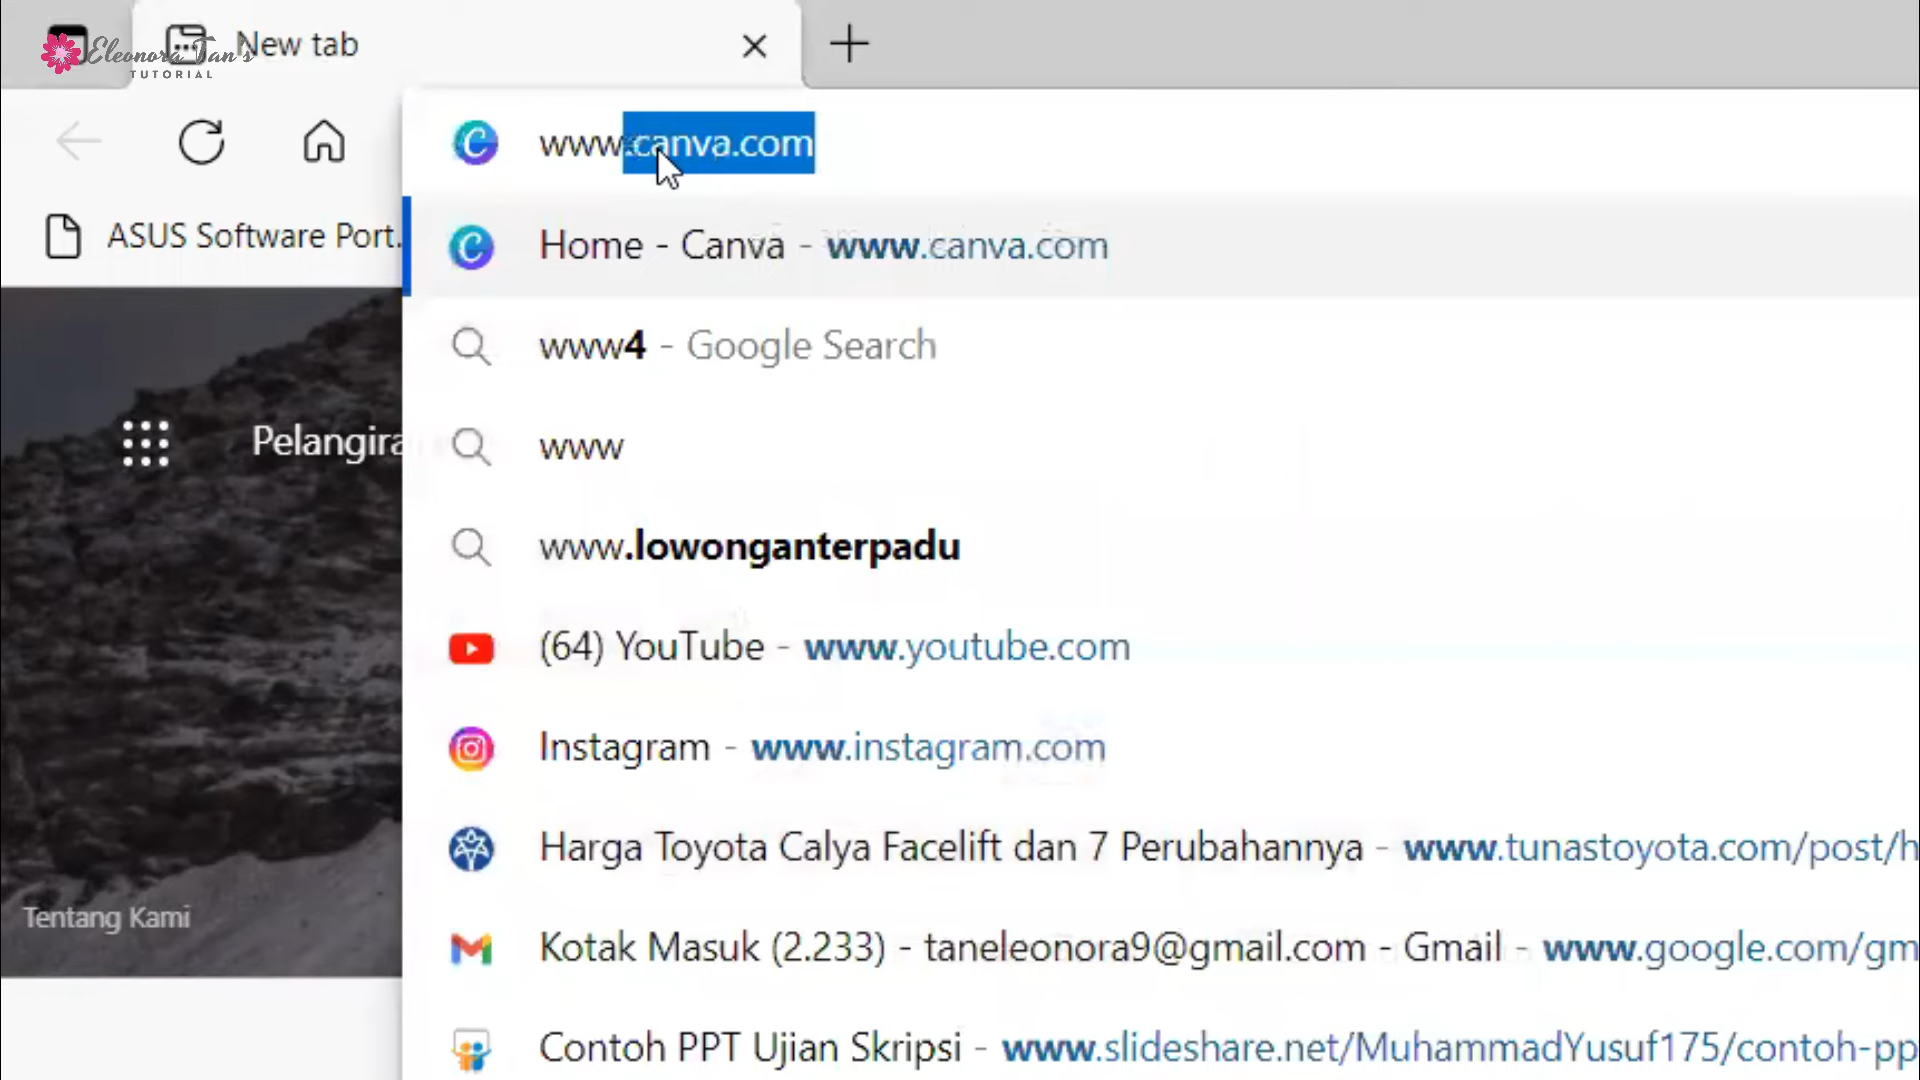 Eleonora Tan's
TUTORIAL
New tab
www.canva.com
ASUS Software Port.
Home - Canva - www.canva.com
www4 - Google Search
Pelangira
www
www.lowonganterpadu
(64) YouTube - www.youtube.com
Instagram - www.instagram.com
Harga Toyota Calya Facelift dan 7 Perubahannya - www.tunastoyota.com/post/h
Tentang Kami
Kotak Masuk (2.233) - taneleonora9@gmail.com - Gmail - www.google.com/gm
Contoh PPT Ujian Skripsi - www.slideshare.net/MuhammadYusuf175/contoh-pp